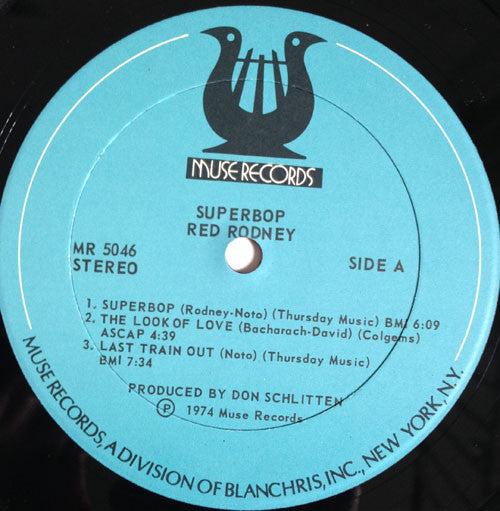 MUSE RECORDS
SUPERBOP
RED RODNEY
MR 5046
STEREO
SIDE A
1. SUPERBOP (Rodney-Noto) (Thursday Music) BMI 6:09
2. THE LOOK OF LOVE (Bacharach-David) (Colgems)
ASCAP 4:39
3. LAST TRAIN OUT (Noto) (Thursday Music)
BMI 7:34
PRODUCED BY DON SCHLITTEN
Ⓟ 1974 Muse Records
MUSE RECORDS, A DIVISION OF BLANCHRIS, INC., NEW YORK, N.Y.